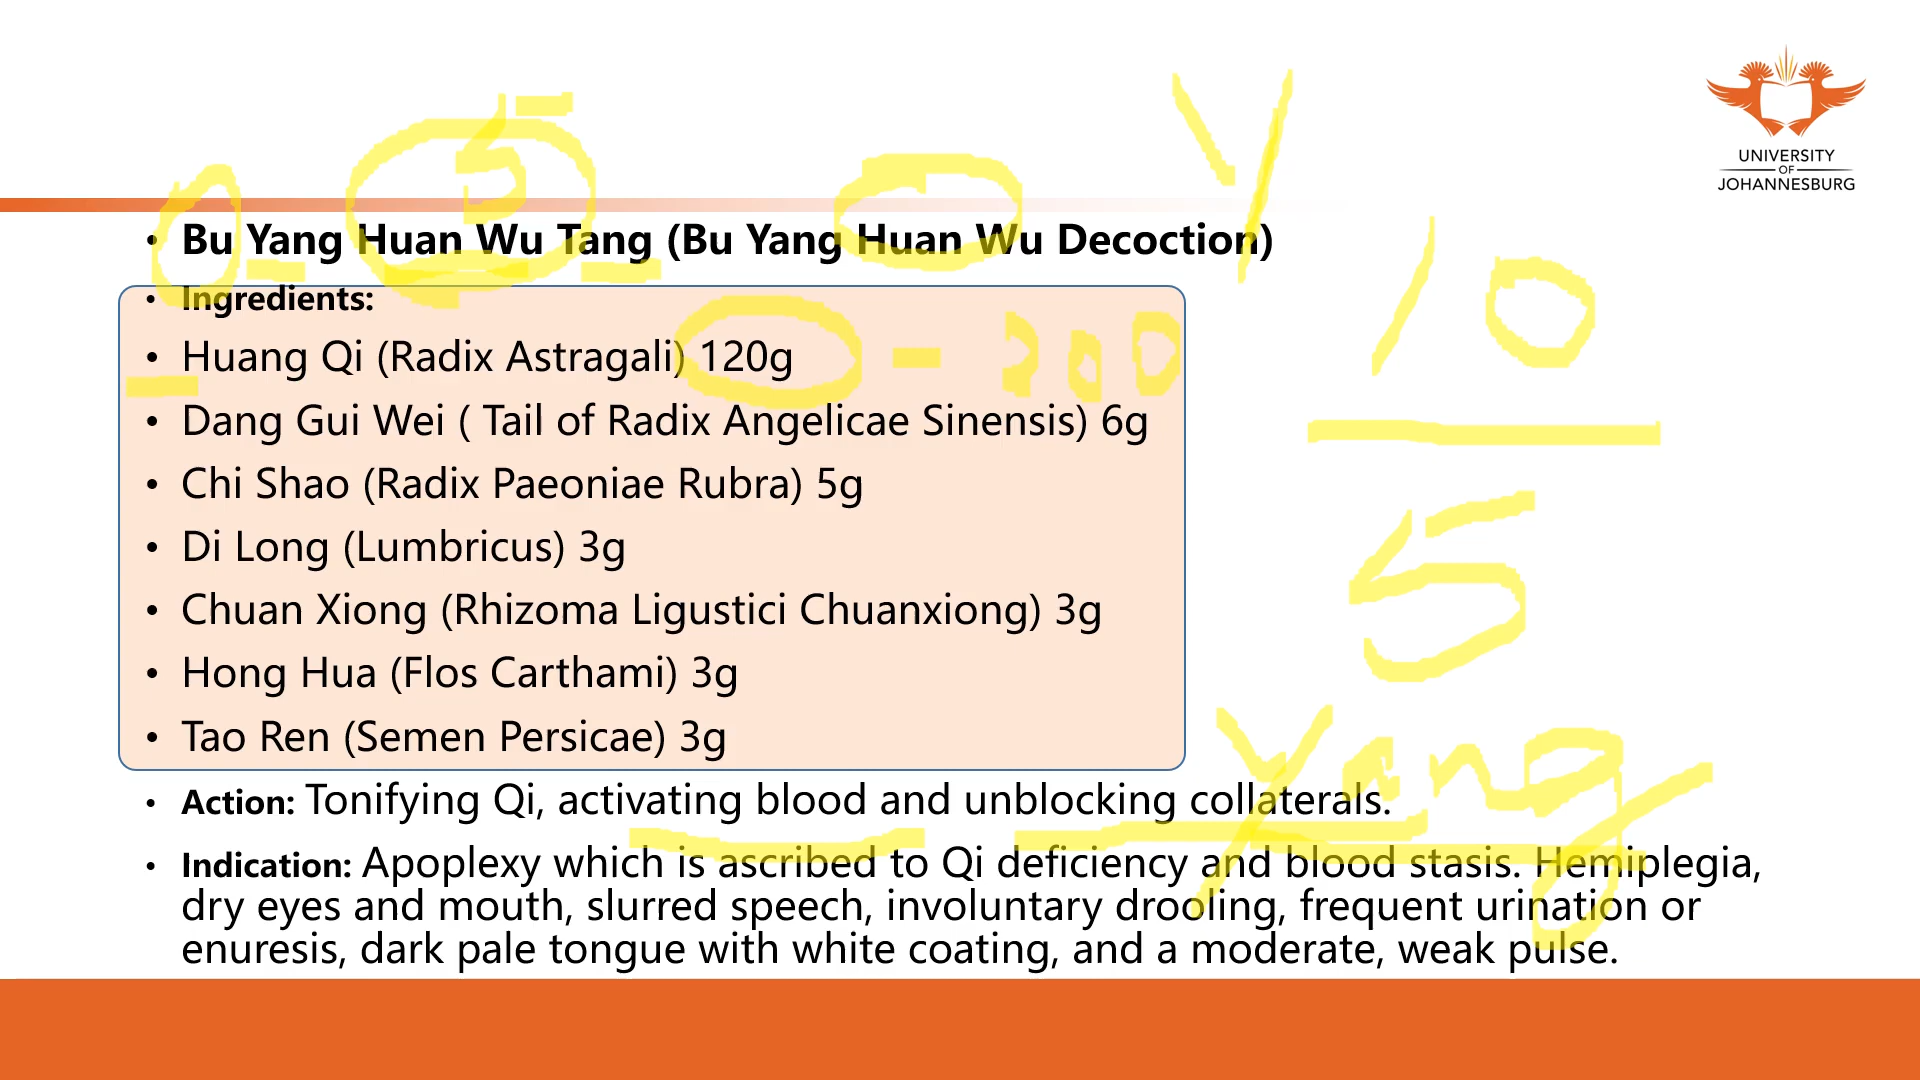 UNIVERSITY
OF
JOHANNESBURG
5
Y
• Bu Yang Huan Wu Tang (Bu Yang Huan Wu Decoction)
10
• Ingredients:
• Huang Qi (Radix Astragali) 120g - 200
• Dang Gui Wei ( Tail of Radix Angelicae Sinensis) 6g
• Chi Shao (Radix Paeoniae Rubra) 5g
5
• Di Long (Lumbricus) 3g
• Chuan Xiong (Rhizoma Ligustici Chuanxiong) 3g
• Hong Hua (Flos Carthami) 3g
• Tao Ren (Semen Persicae) 3g
Yang
• Action: Tonifying Qi, activating blood and unblocking collaterals.
• Indication: Apoplexy which is ascribed to Qi deficiency and blood stasis. Hemiplegia,
dry eyes and mouth, slurred speech, involuntary drooling, frequent urination or
enuresis, dark pale tongue with white coating, and a moderate, weak pulse.